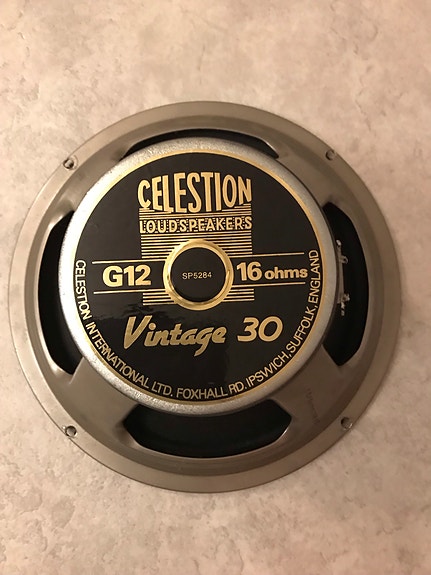 CELESTION
LOUDSPEAKERS
G12 SP5284 16 ohms
Vintage 30
CELESTION INTERNATIONAL LTD. FOXHALL RD. IPSWICH, SUFFOLK, ENGLAND